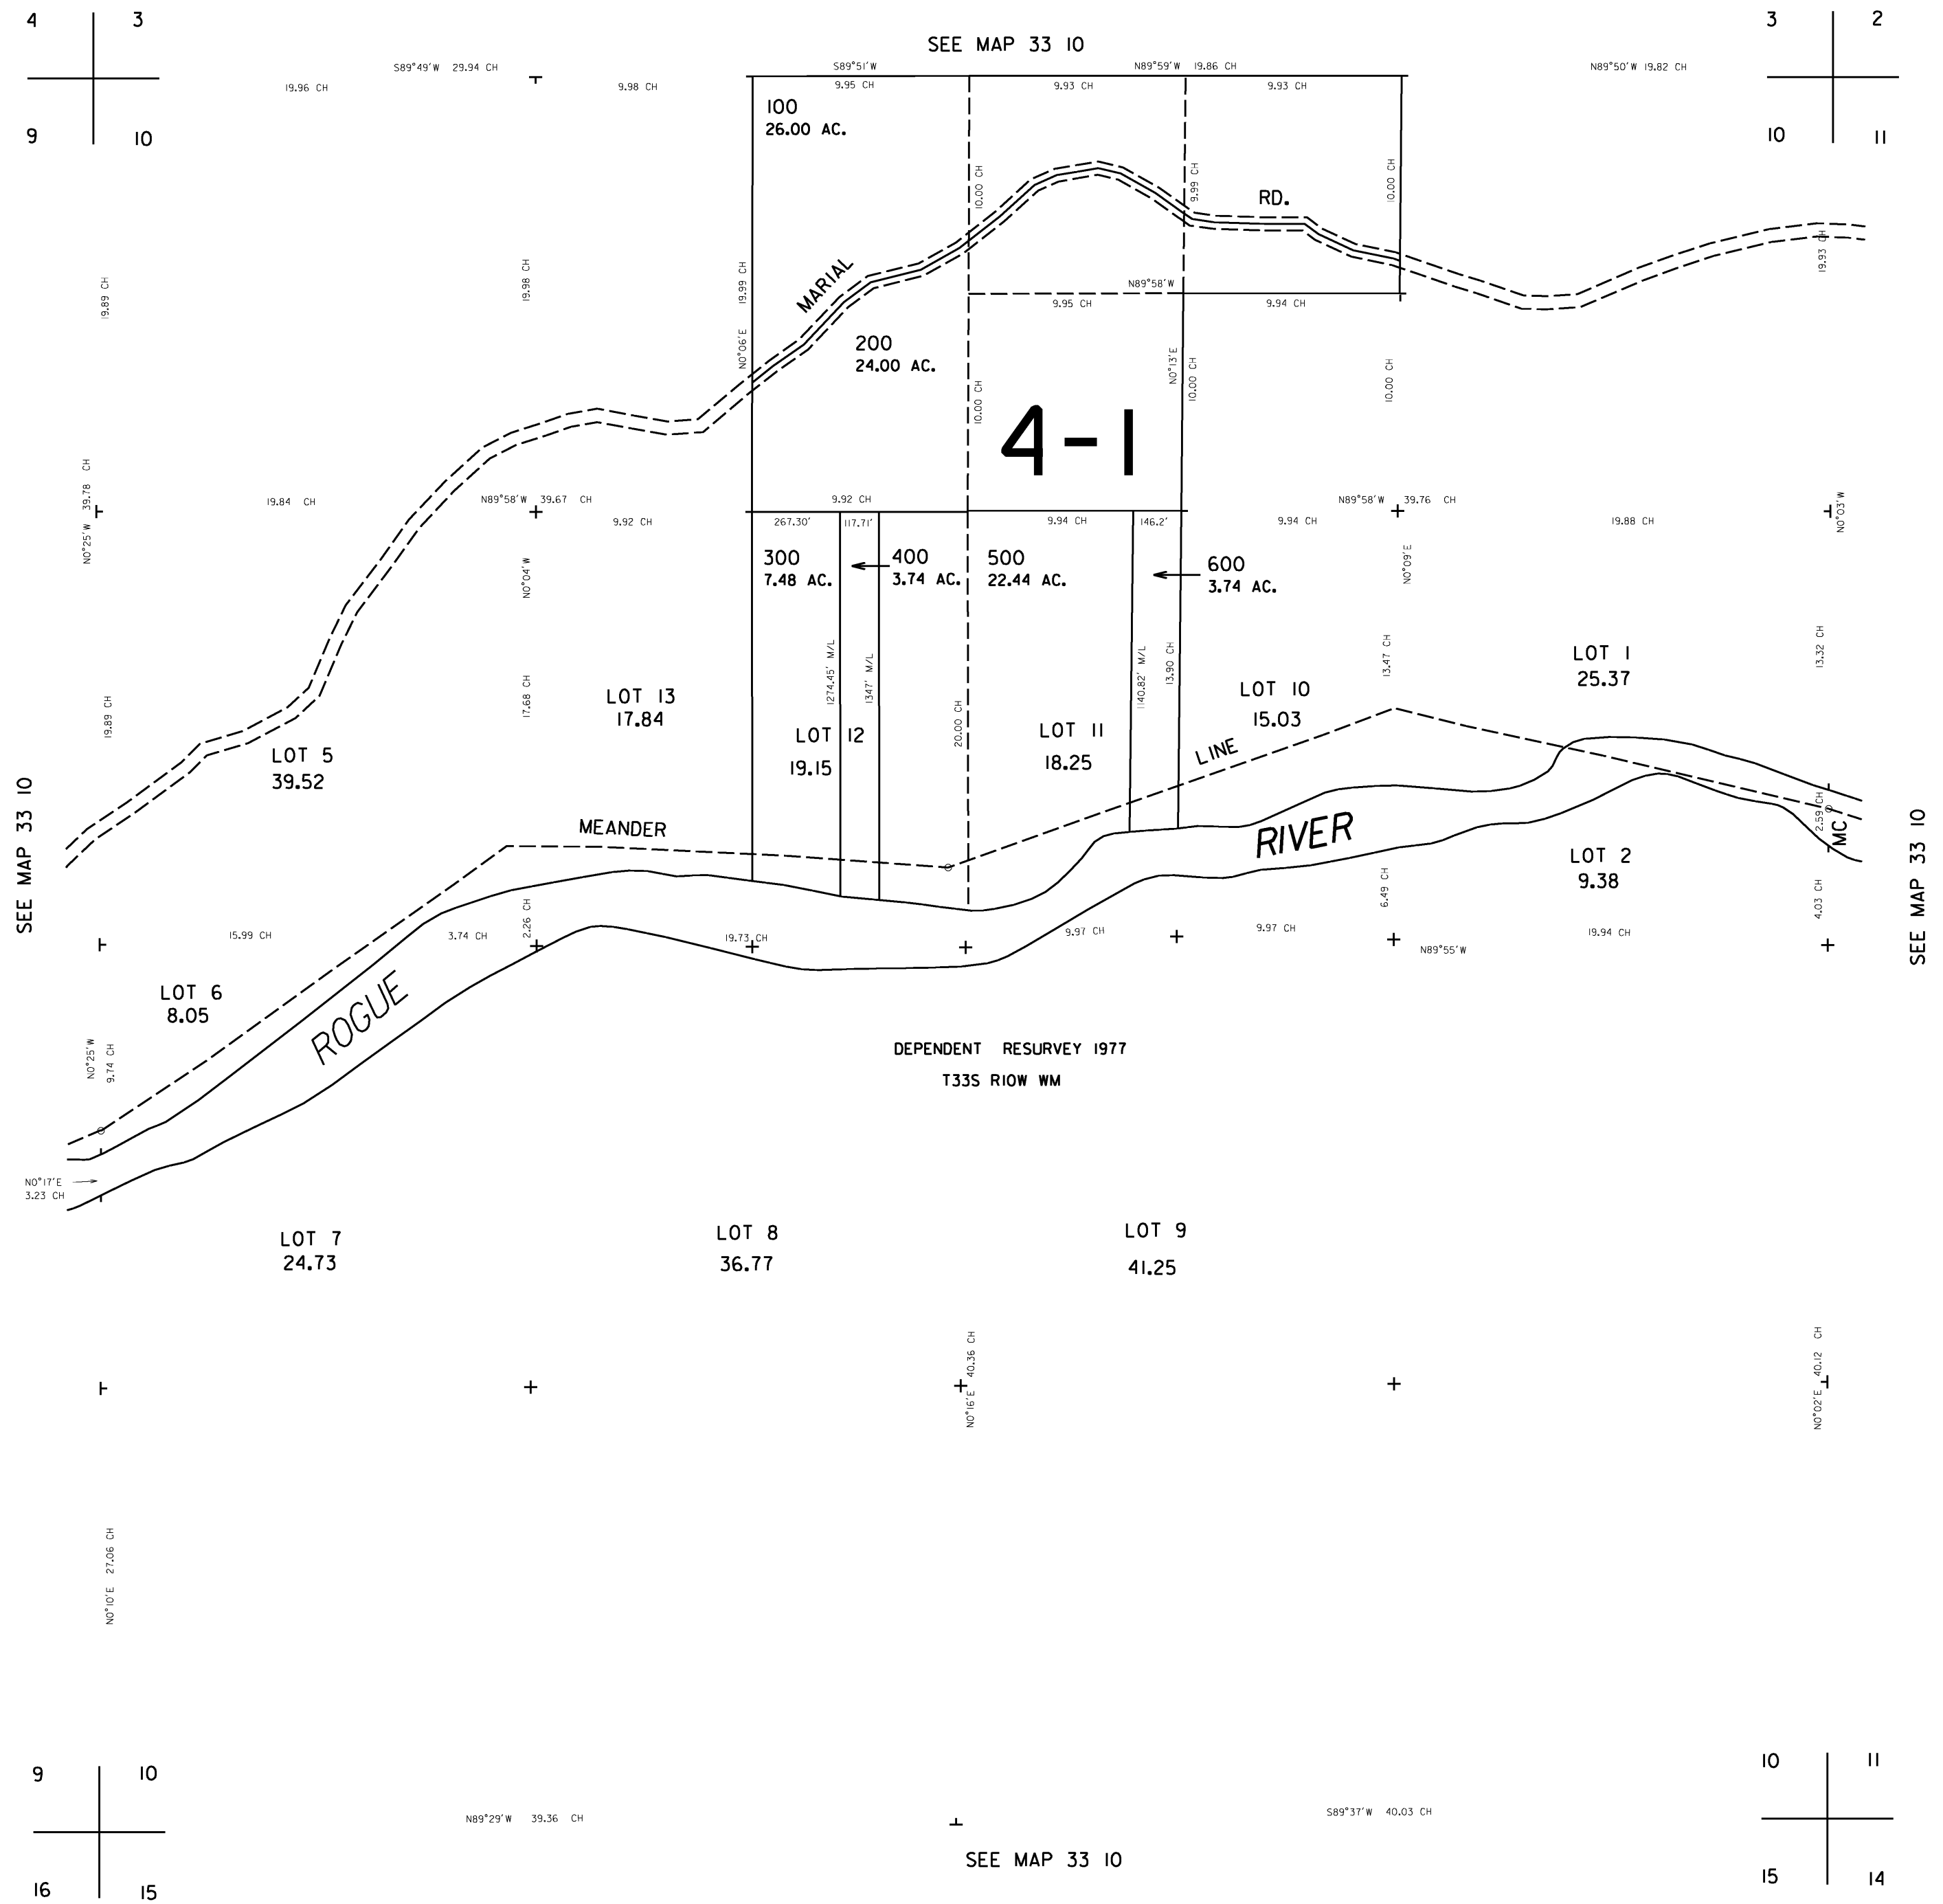 4 3
3 2
SEE MAP 33 10
S89°49'W 29.94 CH
S89°51'W
N89°59'W 19.86 CH
N89°50'W 19.82 CH
19.96 CH
9.98 CH
9.95 CH
9.93 CH
9.93 CH
9 10
10 11
100
26.00 AC.
10.00 CH
9.99 CH
10.00 CH
RD.
MARIAL
19.89 CH
19.98 CH
19.99 CH
N0°06'E
19.93 CH
N89°58'W
9.95 CH
9.94 CH
200
24.00 AC.
10.00 CH
N0°13'E
10.00 CH
10.00 CH
4-1
N0°25'W 39.78 CH
19.84 CH
N89°58'W 39.67 CH
9.92 CH
9.92 CH
N89°58'W 39.76 CH
N0°03'W
267.30'
117.71'
9.94 CH
146.2'
9.94 CH
19.88 CH
300
7.48 AC.
400
3.74 AC.
500
22.44 AC.
600
3.74 AC.
N0°04'W
N0°09'E
1274.45' M/L
1347' M/L
1140.82' M/L
13.90 CH
13.47 CH
13.32 CH
LOT 1
25.37
LOT 13
17.84
LOT 10
15.03
17.68 CH
19.89 CH
20.00 CH
LOT 12
19.15
LOT 11
18.25
LOT 5
39.52
LINE
MEANDER
RIVER
2.59 CH
MC
SEE MAP 33 10
SEE MAP 33 10
LOT 2
9.38
2.26 CH
6.49 CH
4.03 CH
15.99 CH
3.74 CH
19.73 CH
9.97 CH
9.97 CH
19.94 CH
N89°55'W
LOT 6
8.05
ROGUE
N0°25'W
9.74 CH
DEPENDENT RESURVEY 1977
T33S R10W WM
N0°17'E
3.23 CH
LOT 7
24.73
LOT 8
36.77
LOT 9
41.25
N0°16'E 40.36 CH
N0°02'E 40.12 CH
N0°10'E 27.06 CH
9 10
10 11
N89°29'W 39.36 CH
S89°37'W 40.03 CH
SEE MAP 33 10
16 15
15 14